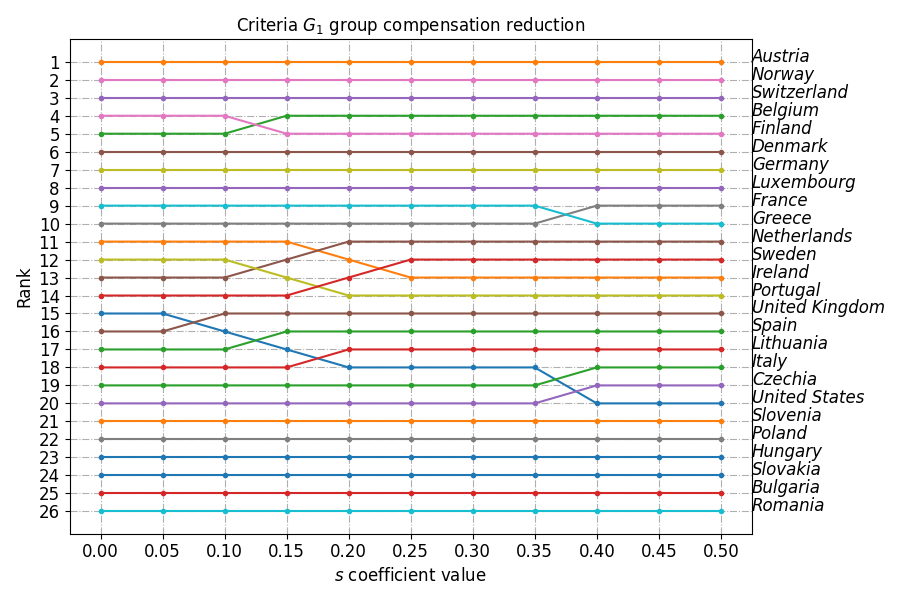 Criteria G1 group compensation reduction
Rank
1 Austria
2 Norway
3 Switzerland
4 Belgium
5 Finland
6 Denmark
7 Germany
8 Luxembourg
9 France
10 Greece
11 Netherlands
12 Sweden
13 Ireland
14 Portugal
15 United Kingdom
16 Spain
17 Lithuania
18 Italy
19 Czechia
20 United States
21 Slovenia
22 Poland
23 Hungary
24 Slovakia
25 Bulgaria
26 Romania
0.00 0.05 0.10 0.15 0.20 0.25 0.30 0.35 0.40 0.45 0.50
s coefficient value